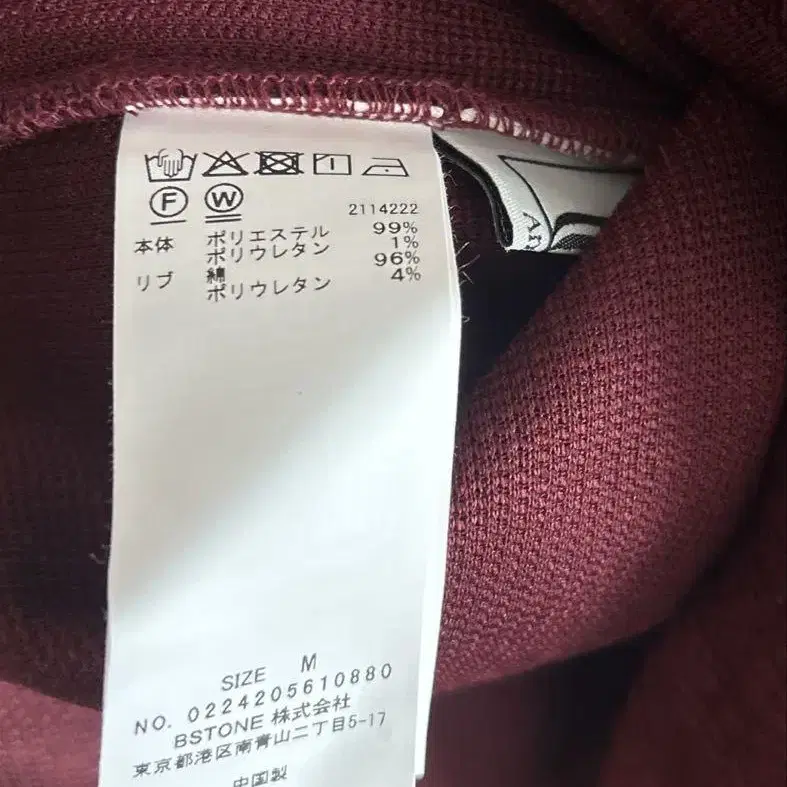 F W
2114222
本体 ポリエステル 99%
ポリウレタン 1%
リブ 綿 96%
ポリウレタン 4%
SIZE M
NO. 0224205610880
BSTONE 株式会社
東京都港区南青山二丁目5-17
中国製